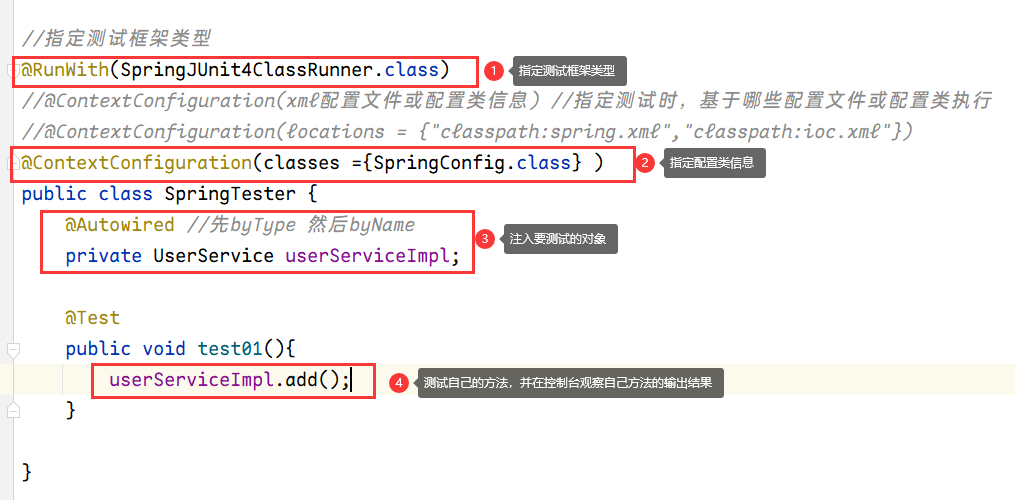 //指定测试框架类型
@RunWith(SpringJUnit4ClassRunner.class) 1 指定测试框架类型
//@ContextConfiguration(xml配置文件或配置类信息) //指定测试时，基于哪些配置文件或配置类执行
//@ContextConfiguration(locations = {"classpath:spring.xml","classpath:ioc.xml"})
@ContextConfiguration(classes ={SpringConfig.class} ) 2 指定配置类信息
public class SpringTester {
@Autowired //先byType 然后byName
3 注入要测试的对象
private UserService userServiceImpl;
@Test
public void test01(){
userServiceImpl.add(); 4 测试自己的方法，并在控制台观察自己方法的输出结果
}
}